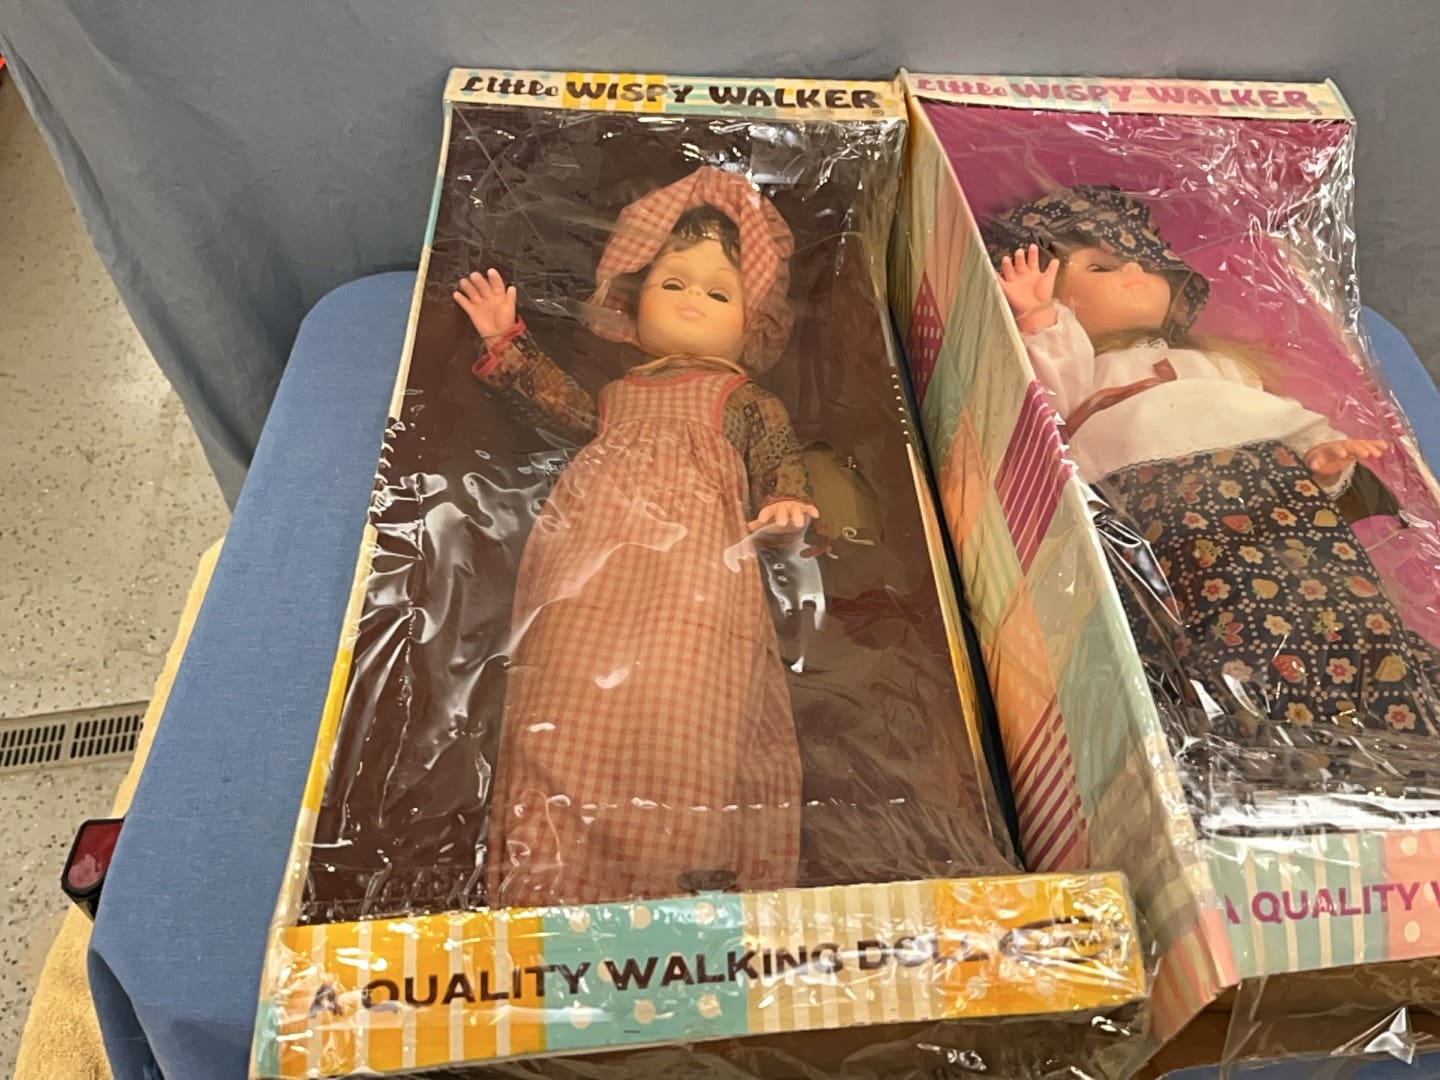 Little WISPY WALKER®
Little WISPY WALKER
A QUALITY WALKING DOLL
A QUALITY